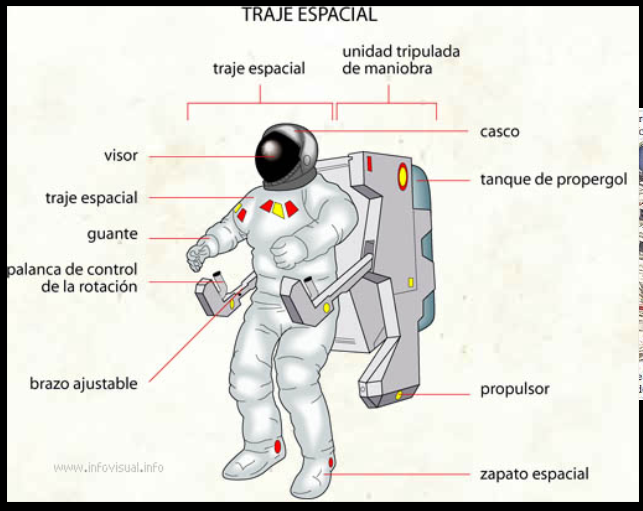 TRAJE ESPACIAL
unidad tripulada
de maniobra
traje espacial
casco
visor
tanque de propergol
traje espacial
guante
palanca de control
de la rotación
brazo ajustable
propulsor
www.infovisual.info
zapato espacial